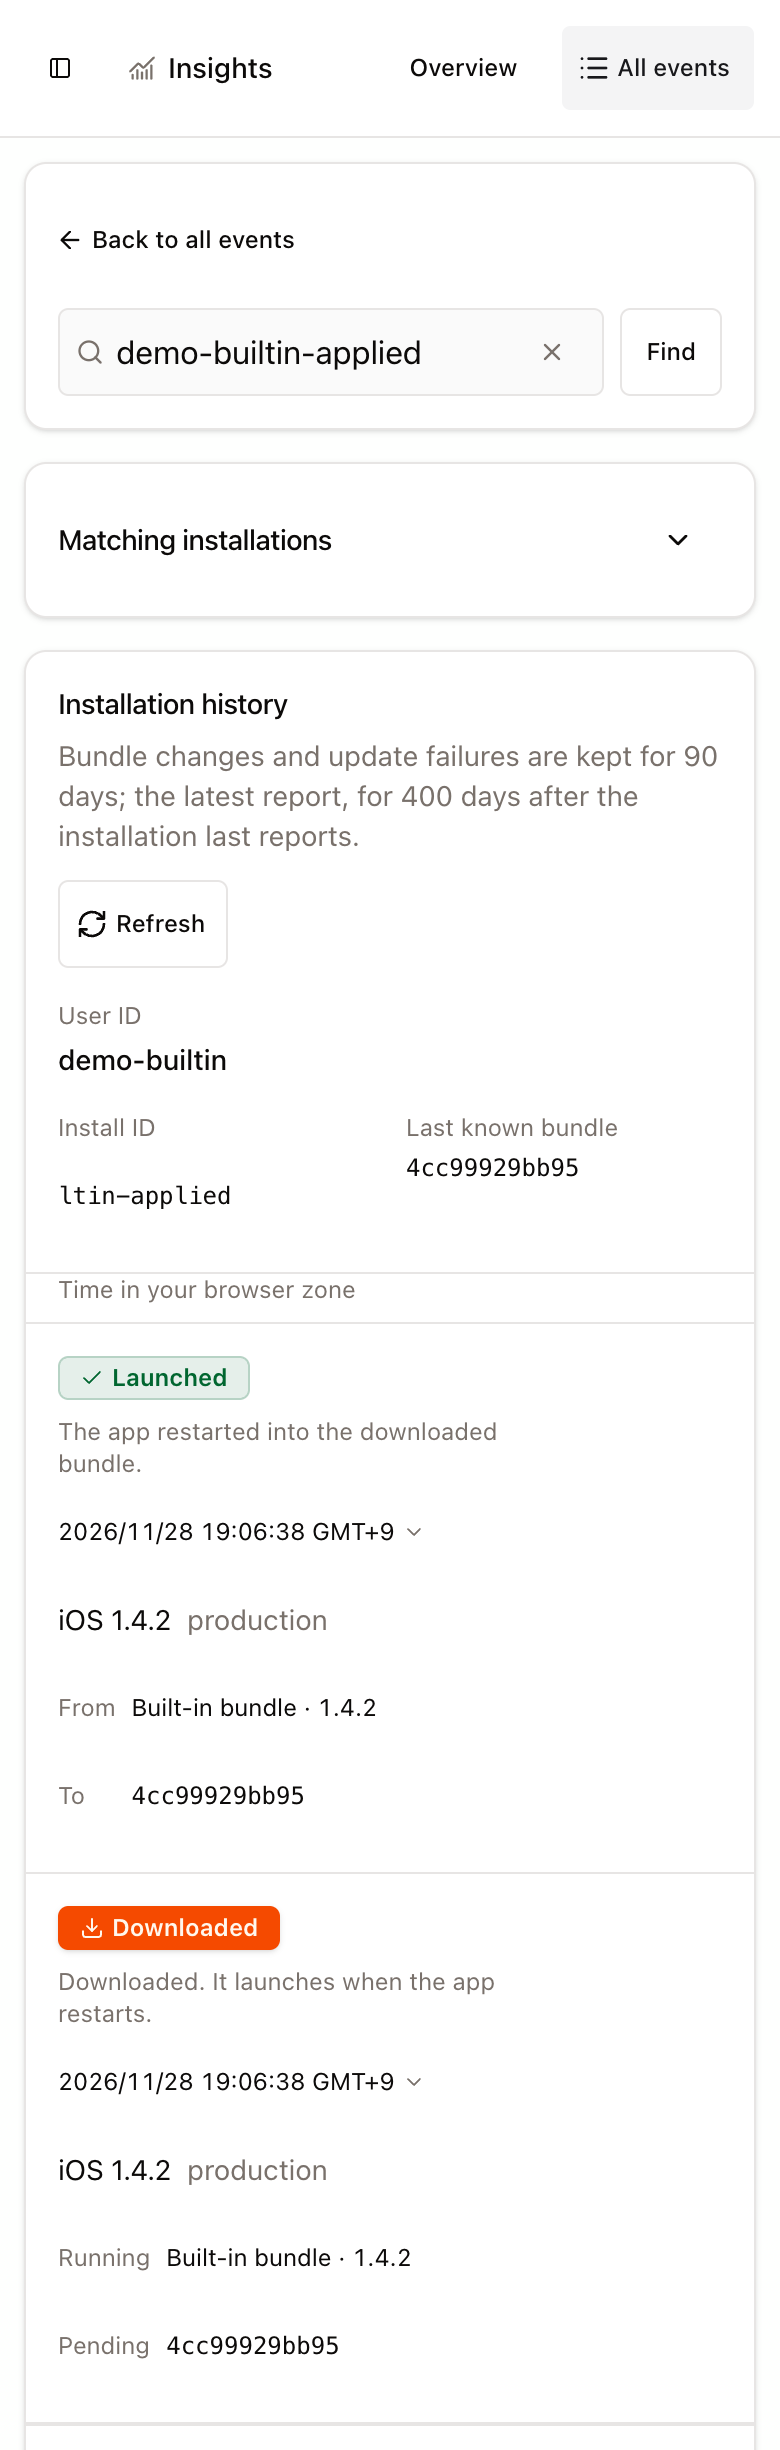 Insights
Overview
All events
Back to all events
demo-builtin-applied
Find
Matching installations
Installation history
Bundle changes and update failures are kept for 90
days; the latest report, for 400 days after the
installation last reports.
Refresh
User ID
demo-builtin
Install ID
ltin-applied
Last known bundle
4cc99929bb95
Time in your browser zone
Launched
The app restarted into the downloaded
bundle.
2026/11/28 19:06:38 GMT+9
iOS 1.4.2 production
From Built-in bundle · 1.4.2
To 4cc99929bb95
Downloaded
Downloaded. It launches when the app
restarts.
2026/11/28 19:06:38 GMT+9
iOS 1.4.2 production
Running Built-in bundle · 1.4.2
Pending 4cc99929bb95